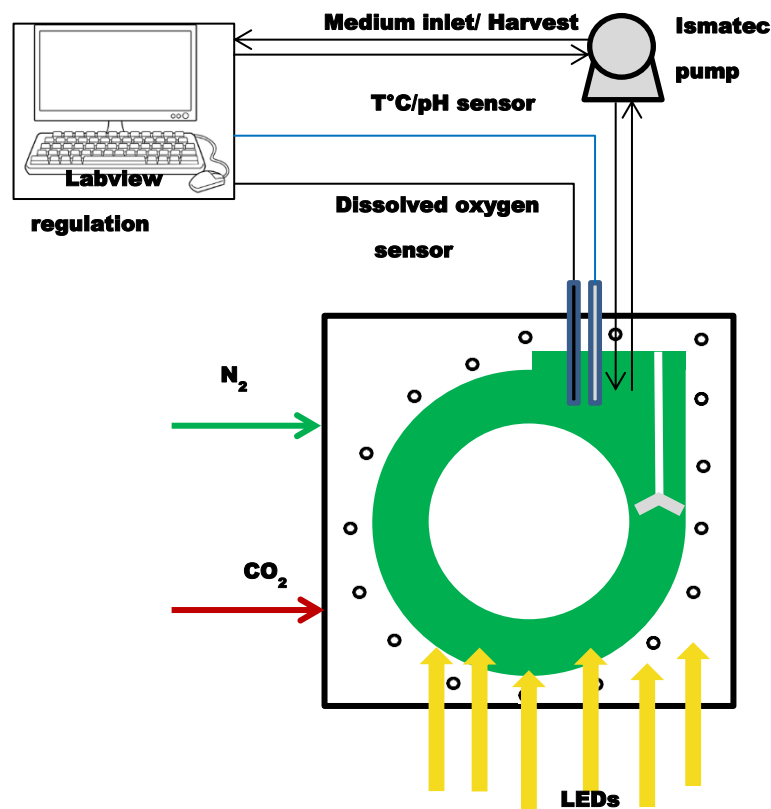 Medium inlet/ Harvest
Ismatec
pump
T°C/pH sensor
Labview
regulation
Dissolved oxygen
sensor
N₂
CO₂
LEDs